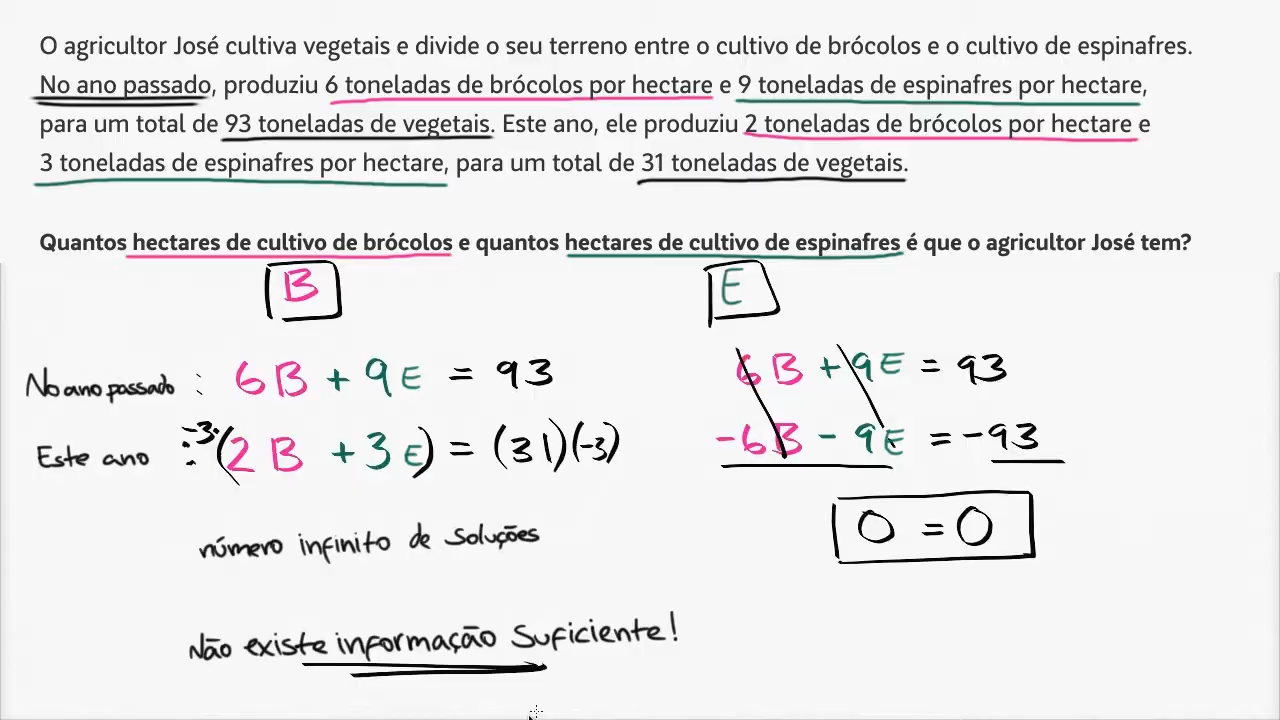 O agricultor José cultiva vegetais e divide o seu terreno entre o cultivo de brócolos e o cultivo de espinafres.
No ano passado, produziu 6 toneladas de brócolos por hectare e 9 toneladas de espinafres por hectare,
para um total de 93 toneladas de vegetais. Este ano, ele produziu 2 toneladas de brócolos por hectare e
3 toneladas de espinafres por hectare, para um total de 31 toneladas de vegetais.
Quantos hectares de cultivo de brócolos e quantos hectares de cultivo de espinafres é que o agricultor José tem?
B E
No ano passado : 6B + 9E = 93
6B + 9E = 93
Este ano : -3·(2B + 3E) = (31)(-3)
-6B - 9E = -93
0 = 0
número infinito de soluções
Não existe informação suficiente!